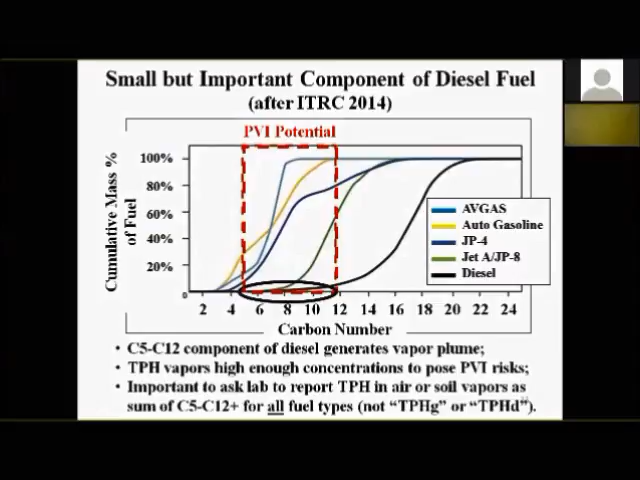 Small but Important Component of Diesel Fuel
(after ITRC 2014)
PVI Potential
Cumulative Mass %
of Fuel
100%
80%
60%
40%
20%
0
2 4 6 8 10 12 14 16 18 20 22 24
Carbon Number
AVGAS
Auto Gasoline
JP-4
Jet A/JP-8
Diesel
• C5-C12 component of diesel generates vapor plume;
• TPH vapors high enough concentrations to pose PVI risks;
• Important to ask lab to report TPH in air or soil vapors as
sum of C5-C12+ for all fuel types (not “TPHg” or “TPHd”).